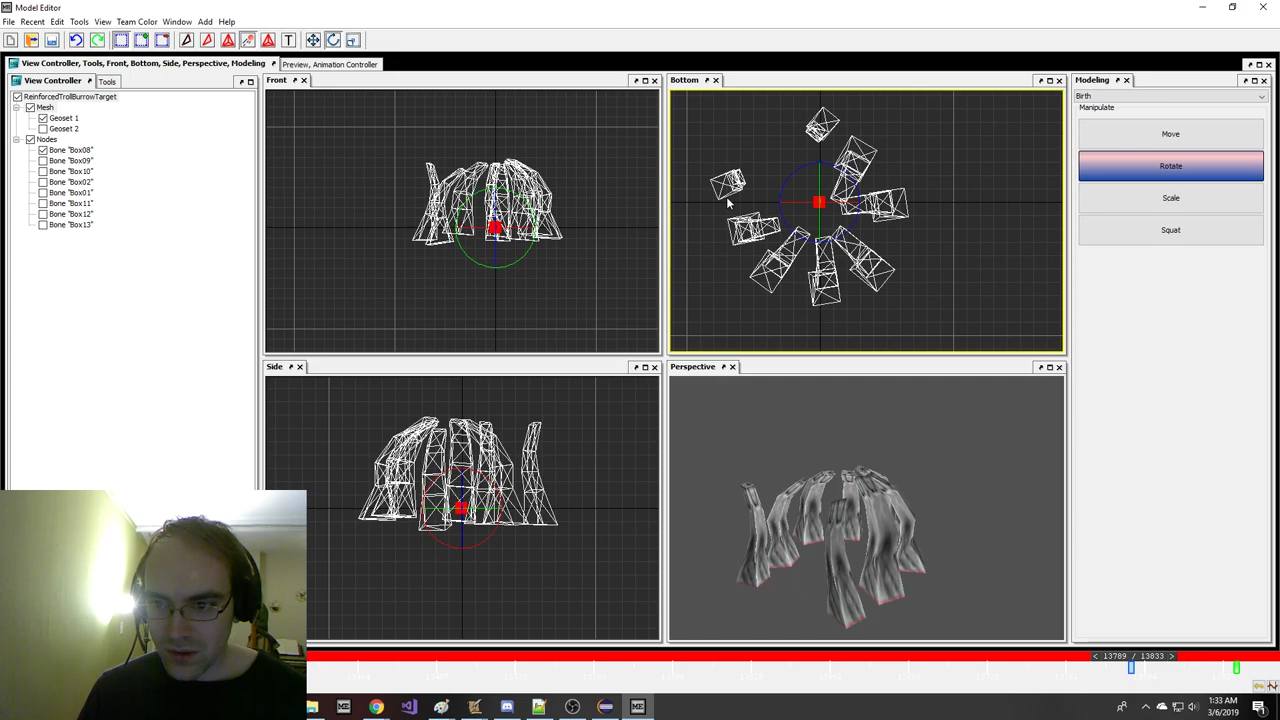 Model Editor
File Recent Edit Tools View Team Color Window Add Help
View Controller, Tools, Front, Bottom, Side, Perspective, Modeling
Preview, Animation Controller
View Controller
Tools
ReinforcedTrollBurrowTarget
Mesh
Geoset 1
Geoset 2
Nodes
Bone "Box08"
Bone "Box09"
Bone "Box10"
Bone "Box02"
Bone "Box01"
Bone "Box11"
Bone "Box12"
Bone "Box13"
Front
Bottom
Side
Perspective
Modeling
Birth
Manipulate
Move
Rotate
Scale
Squat
< 13789 / 13833 >
1:33 AM
3/6/2019